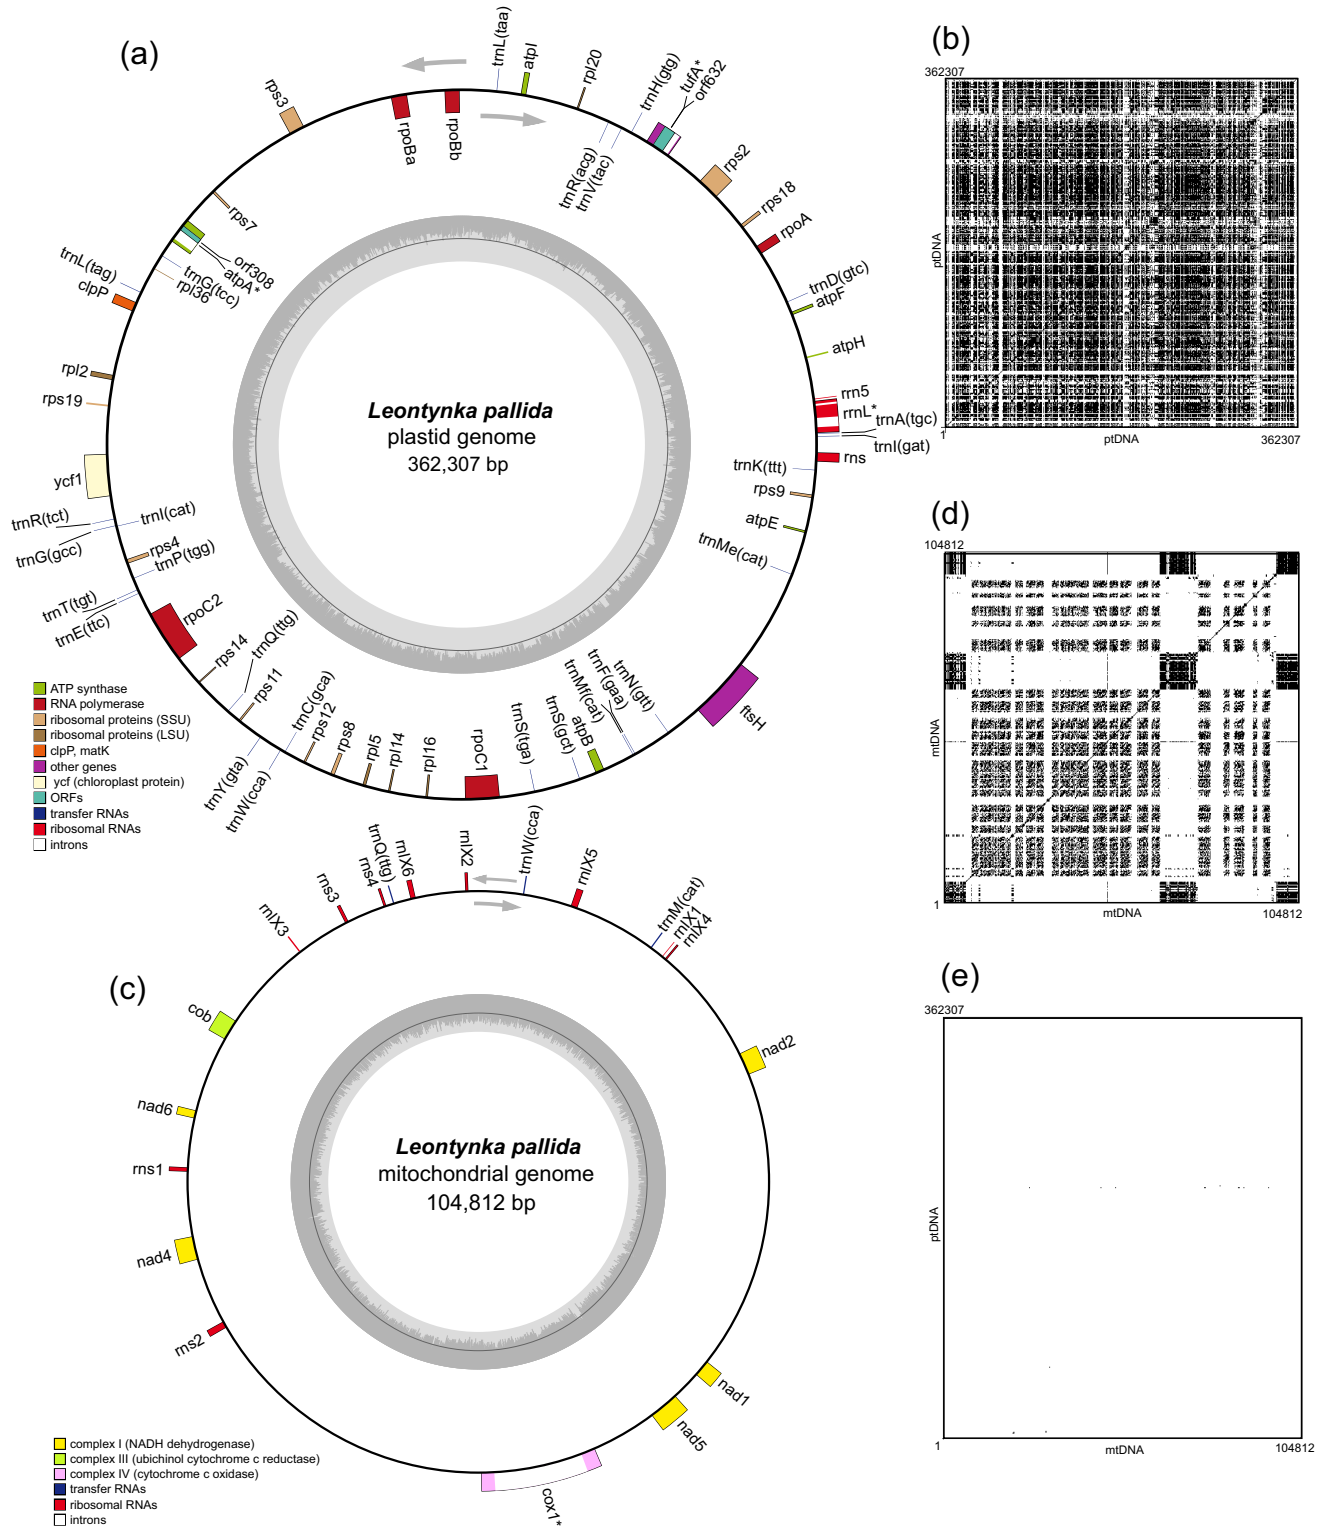 (a)
trnL(taa)
atpI
rpl20
trnH(gtg)
tufA*
orf632
rps2
rps18
rpoA
trnD(gtc)
atpF
atpH
rrn5
rrnL*
trnA(tgc)
trnI(gat)
rns
trnK(ttt)
rps9
atpE
trnMe(cat)
ftsH
trnN(gtt)
trnF(gaa)
trnMf(cat)
atpB
trnS(gct)
trnS(tga)
rpoC1
rpl16
rpl14
rpl5
rps8
rps12
trnC(gca)
trnW(cca)
trnY(gta)
rps11
trnQ(ttg)
rps14
rpoC2
trnE(ttc)
trnT(tgt)
trnP(tgg)
rps4
trnG(gcc)
trnR(tct)
trnI(cat)
ycf1
rps19
rpl2
clpP
trnL(tag)
rpl36
trnG(tcc)
atpA*
orf308
rps7
rps3
rpoBa
rpoBb
trnR(acg)
trnV(tac)
Leontynka pallida
plastid genome
362,307 bp
ATP synthase
RNA polymerase
ribosomal proteins (SSU)
ribosomal proteins (LSU)
clpP, matK
other genes
ycf (chloroplast protein)
ORFs
transfer RNAs
ribosomal RNAs
introns
(b)
362307
ptDNA
1
ptDNA
362307
(c)
rnlX2
trnW(cca)
rnlX5
trnM(cat)
rnlX1
rnlX4
nad2
nad1
nad5
cox1*
rns2
nad4
rns1
nad6
cob
rnlX3
rns3
rns4
trnQ(ttg)
rnlX6
Leontynka pallida
mitochondrial genome
104,812 bp
complex I (NADH dehydrogenase)
complex III (ubichinol cytochrome c reductase)
complex IV (cytochrome c oxidase)
transfer RNAs
ribosomal RNAs
introns
(d)
104812
mtDNA
1
mtDNA
104812
(e)
362307
ptDNA
1
mtDNA
104812